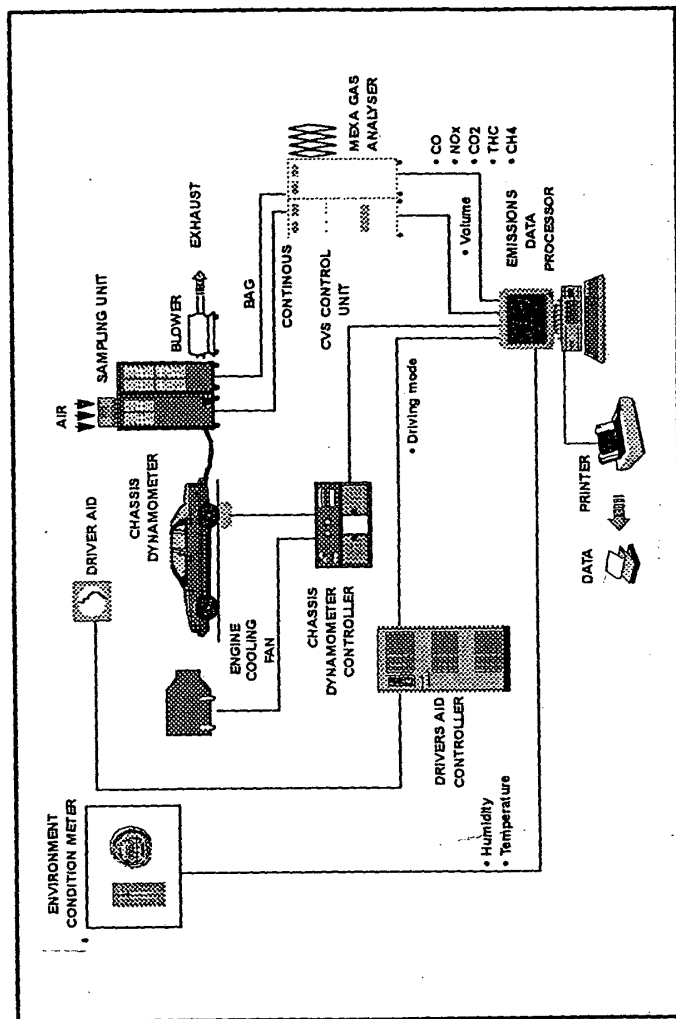 ENVIRONMENT
CONDITION METER
DRIVER AID
AIR
SAMPLING UNIT
BLOWER
EXHAUST
CHASSIS
DYNAMOMETER
ENGINE
COOLING
FAN
BAG
CONTINOUS
MEXA GAS
ANALYSER
CVS CONTROL
UNIT
CHASSIS
DYNAMOMETER
CONTROLLER
DRIVERS AID
CONTROLLER
• Humidity
• Temperature
• Driving mode
• Volume
• CO
• NOx
• CO2
• THC
• CH4
EMISSIONS
DATA
PROCESSOR
PRINTER
DATA